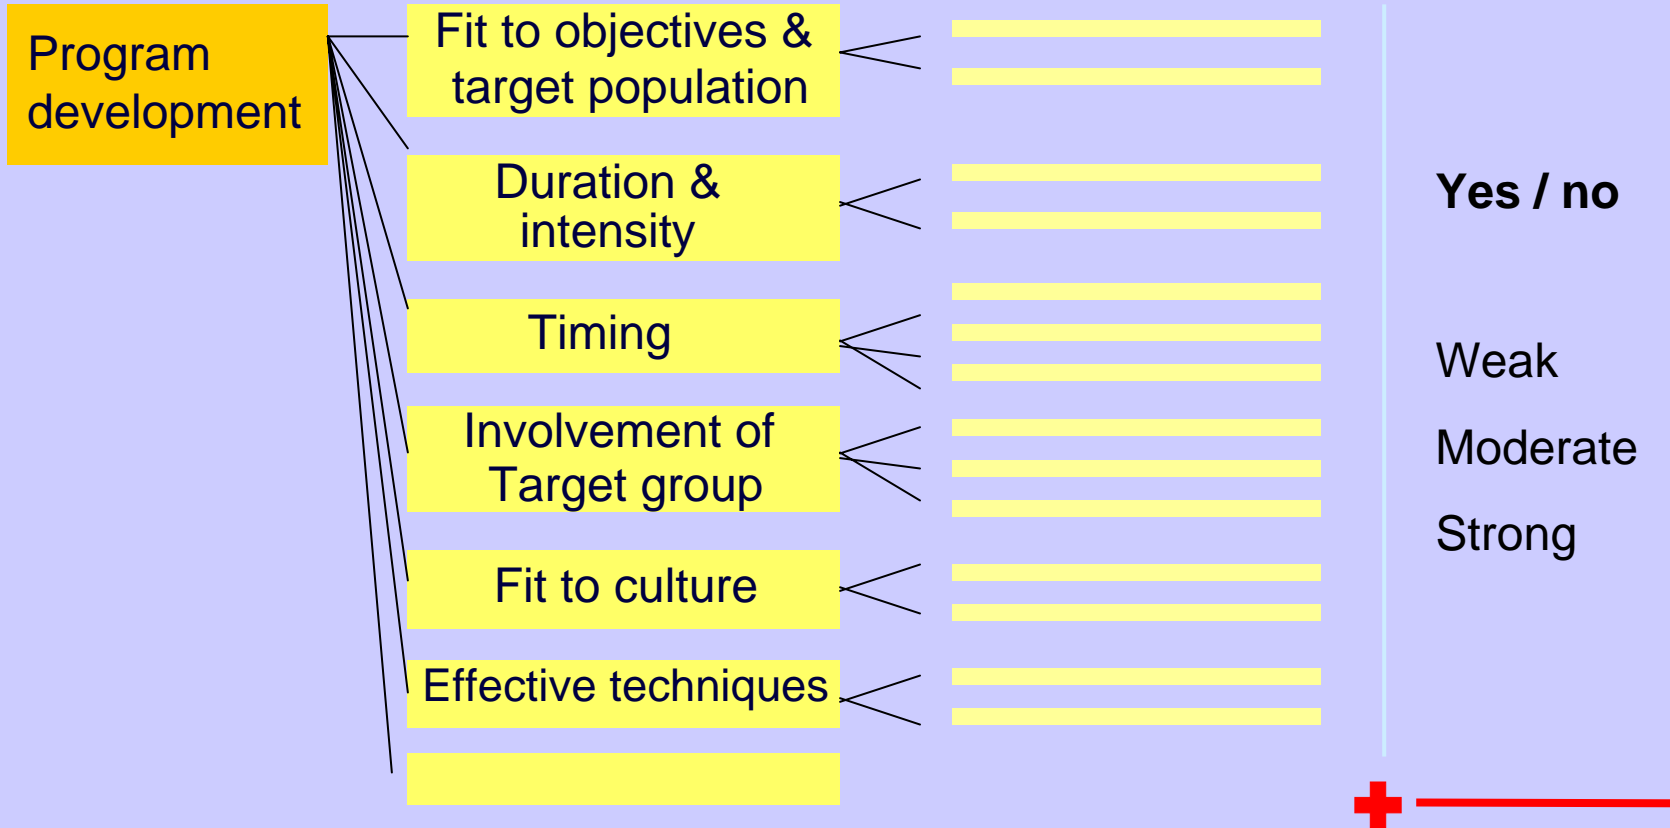 Program
development
Fit to objectives &
target population
Duration &
intensity
Timing
Involvement of
Target group
Fit to culture
Effective techniques
Yes / no
Weak
Moderate
Strong